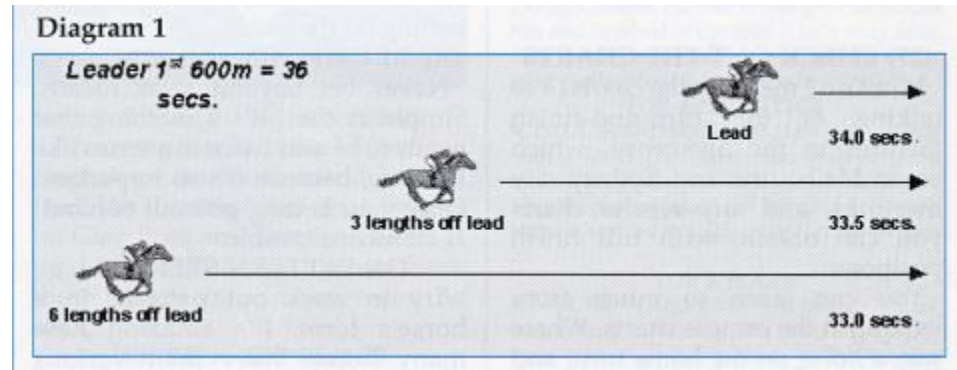 Diagram 1
Leader 1st 600m = 36
secs.
Lead
34.0 secs.
3 lengths off lead
33.5 secs.
6 lengths off lead
33.0 secs.